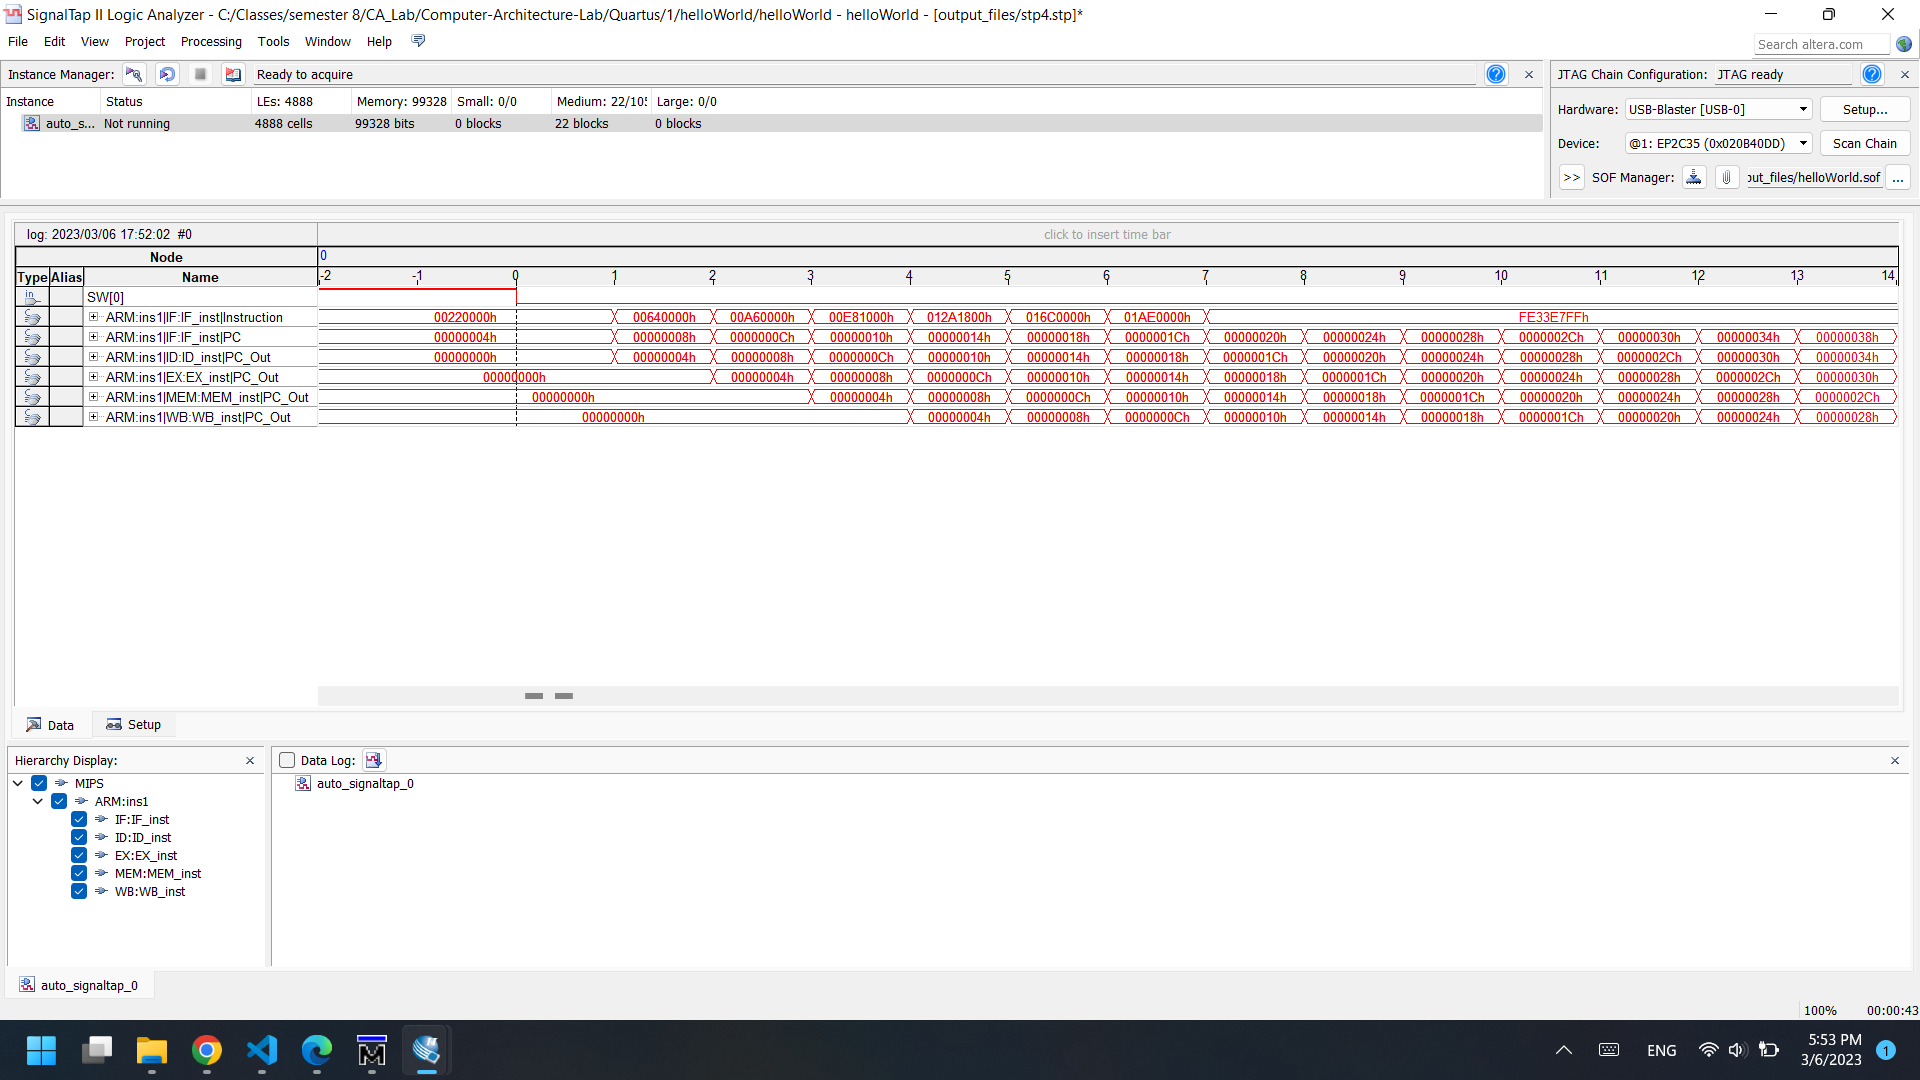 SignalTap II Logic Analyzer - C:/Classes/semester 8/CA_Lab/Computer-Architecture-Lab/Quartus/1/helloWorld/helloWorld - helloWorld - [output_files/stp4.stp]*
File Edit View Project Processing Tools Window Help
Search altera.com
Instance Manager: Ready to acquire
JTAG Chain Configuration: JTAG ready
Instance Status LEs: 4888 Memory: 99328 Small: 0/0 Medium: 22/105 Large: 0/0
auto_s... Not running 4888 cells 99328 bits 0 blocks 22 blocks 0 blocks
Hardware: USB-Blaster [USB-0] Setup...
Device: @1: EP2C35 (0x020B40DD) Scan Chain
>> SOF Manager: out_files/helloWorld.sof ...
log: 2023/03/06 17:52:02 #0 click to insert time bar
Node 0
Type Alias Name -2 -1 0 1 2 3 4 5 6 7 8 9 10 11 12 13 14
in SW[0]
ARM:ins1|IF:IF_inst|Instruction 00220000h 00640000h 00A60000h 00E81000h 012A1800h 016C0000h 01AE0000h FE33E7FFh
ARM:ins1|IF:IF_inst|PC 00000004h 00000008h 0000000Ch 00000010h 00000014h 00000018h 0000001Ch 00000020h 00000024h 00000028h 0000002Ch 00000030h 00000034h 00000038h
ARM:ins1|ID:ID_inst|PC_Out 00000000h 00000004h 00000008h 0000000Ch 00000010h 00000014h 00000018h 0000001Ch 00000020h 00000024h 00000028h 0000002Ch 00000030h 00000034h
ARM:ins1|EX:EX_inst|PC_Out 00000000h 00000004h 00000008h 0000000Ch 00000010h 00000014h 00000018h 0000001Ch 00000020h 00000024h 00000028h 0000002Ch 00000030h
ARM:ins1|MEM:MEM_inst|PC_Out 00000000h 00000004h 00000008h 0000000Ch 00000010h 00000014h 00000018h 0000001Ch 00000020h 00000024h 00000028h 0000002Ch
ARM:ins1|WB:WB_inst|PC_Out 00000000h 00000004h 00000008h 0000000Ch 00000010h 00000014h 00000018h 0000001Ch 00000020h 00000024h 00000028h
Data Setup
Hierarchy Display:
Data Log:
MIPS
auto_signaltap_0
ARM:ins1
IF:IF_inst
ID:ID_inst
EX:EX_inst
MEM:MEM_inst
WB:WB_inst
auto_signaltap_0
100% 00:00:43
ENG
5:53 PM
3/6/2023
1